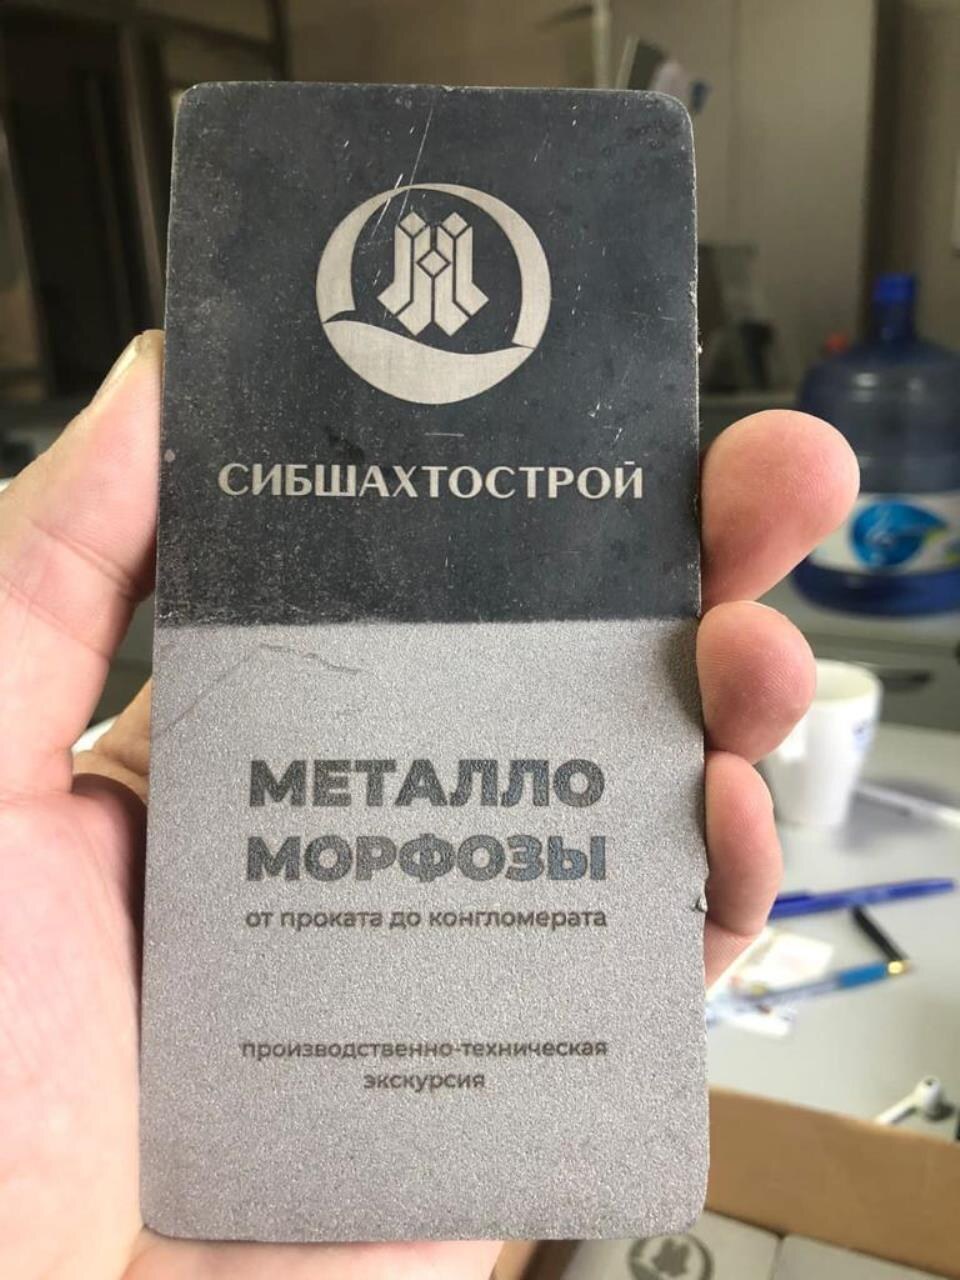 СИБШАХТОСТРОЙ
МЕТАЛЛО
МОРФОЗЫ
от проката до конгломерата
производственно-техническая
экскурсия